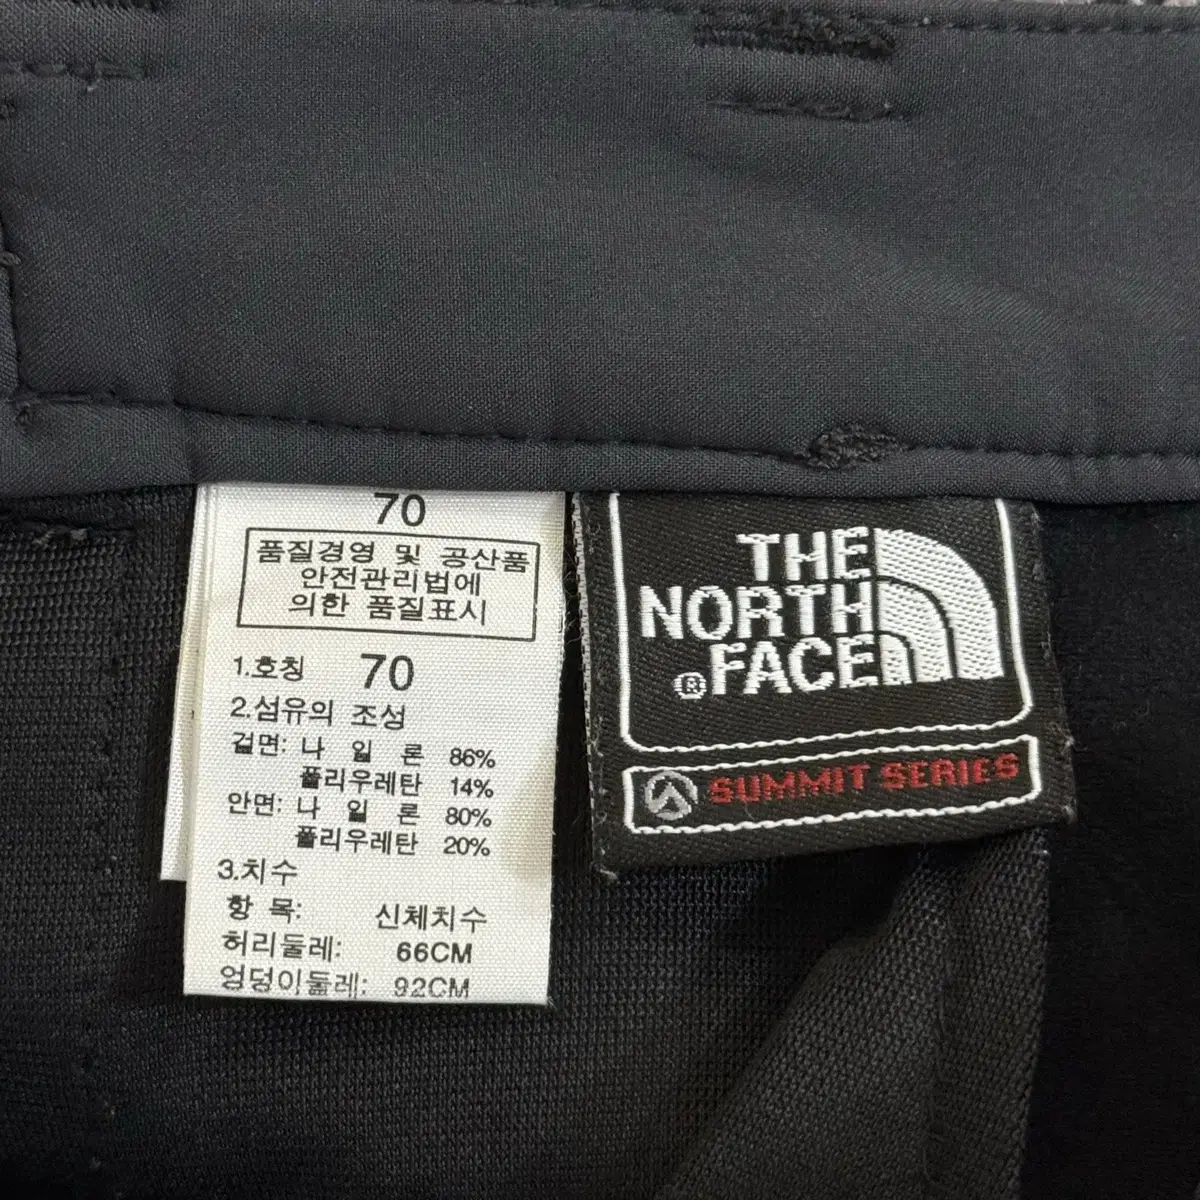 70
품질경영 및 공산품
안전관리법에
의한 품질표시
1.호칭 70
2.섬유의 조성
겉면: 나 일 론 86%
폴리우레탄 14%
안면: 나 일 론 80%
폴리우레탄 20%
3.치수
항 목: 신체치수
허리둘레: 66CM
엉덩이둘레: 92CM
THE
NORTH
®FACE
SUMMIT SERIES